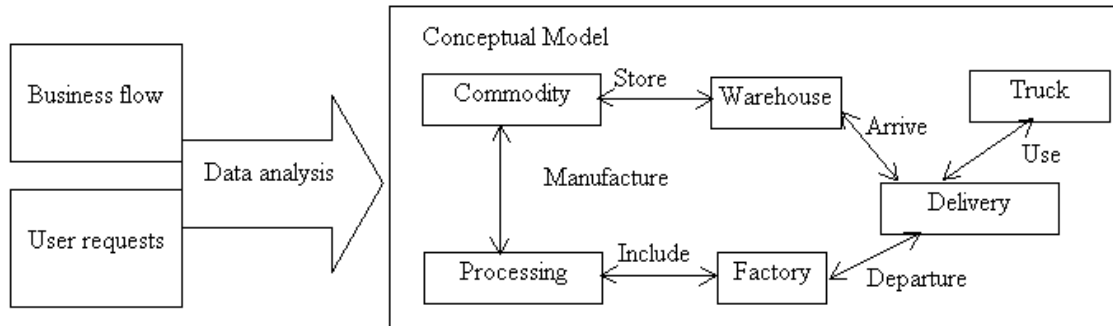 Business flow
User requests
Data analysis
Conceptual Model
Commodity
Store
Warehouse
Truck
Arrive
Use
Manufacture
Delivery
Processing
Include
Factory
Departure